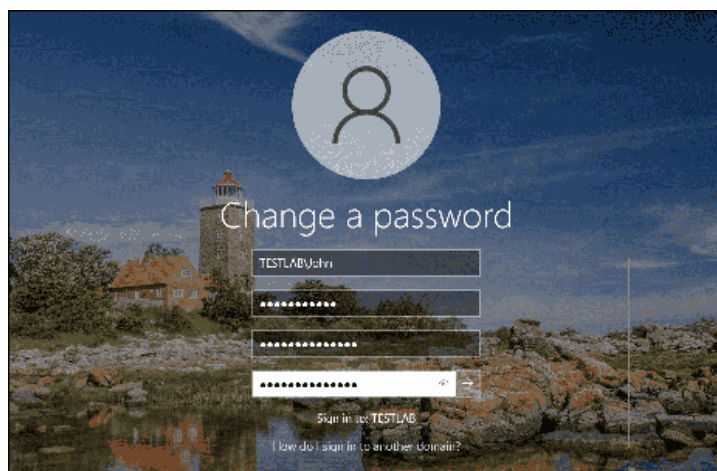 Change a password
TESTLAB\John
●●●●●●●●●●●
●●●●●●●●●●●●●●
●●●●●●●●●●●●●●
Sign in to: TESTLAB
How do I sign in to another domain?